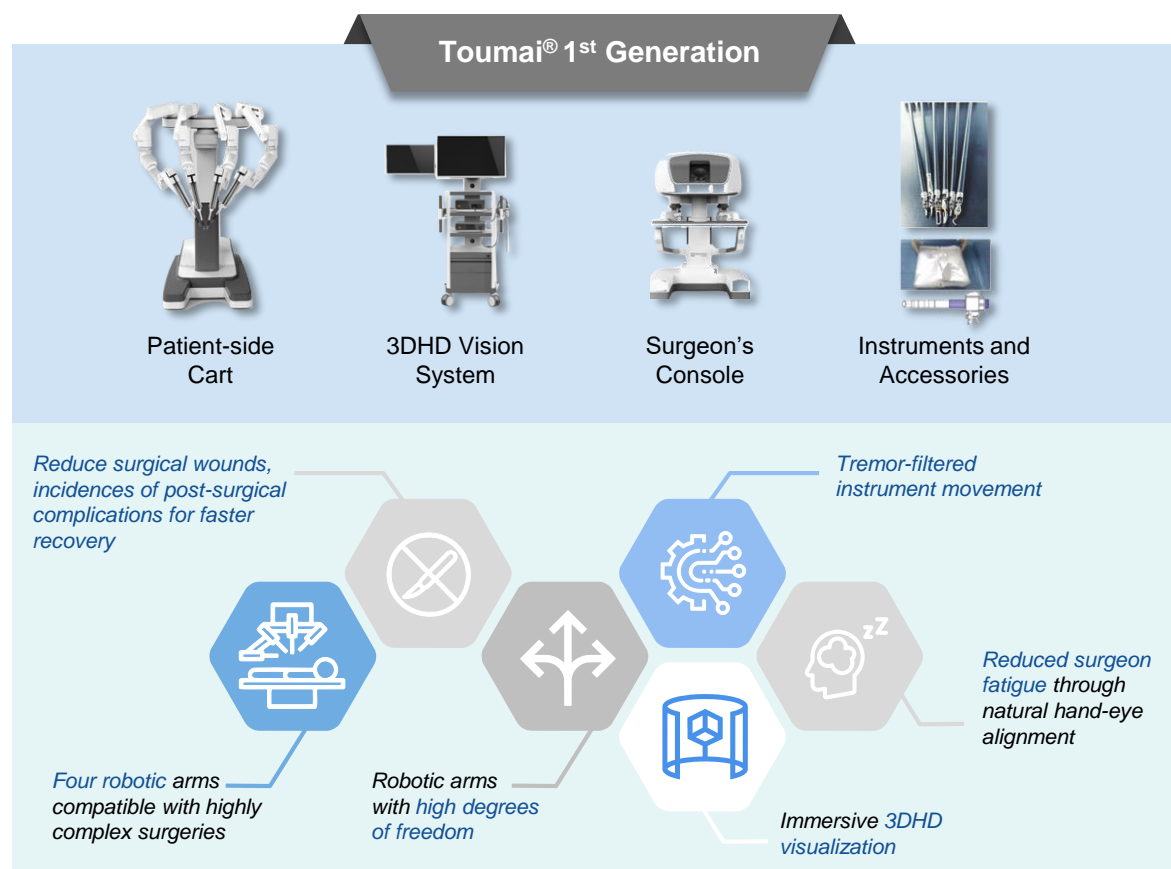 Toumai® 1st Generation
Patient-side
Cart
3DHD Vision
System
Surgeon's
Console
Instruments and
Accessories
Reduce surgical wounds,
incidences of post-surgical
complications for faster
recovery
Tremor-filtered
instrument movement
zZ
Reduced surgeon
fatigue through
natural hand-eye
alignment
Four robotic arms
compatible with highly
complex surgeries
Robotic arms
with high degrees
of freedom
Immersive 3DHD
visualization